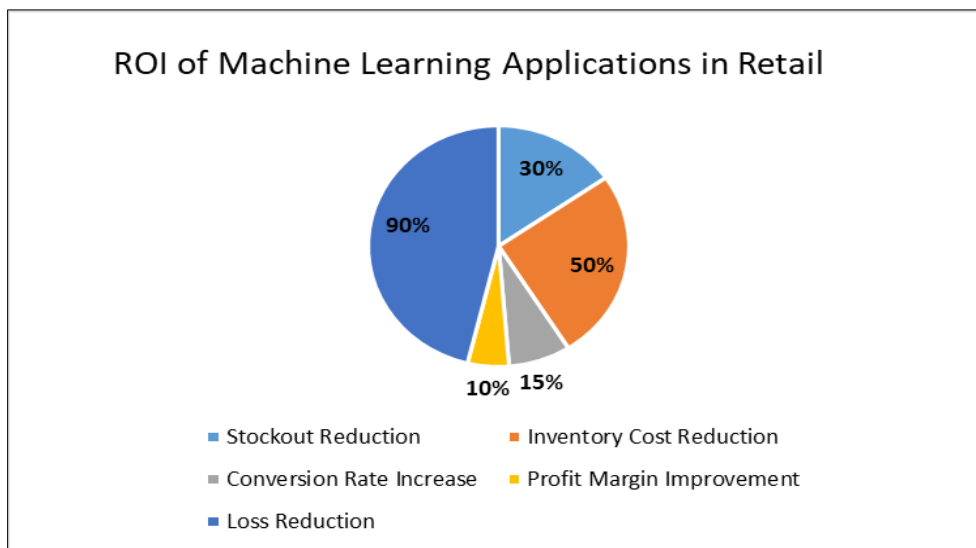 ROI of Machine Learning Applications in Retail
30%
90%
50%
10%
15%
Stockout Reduction
Inventory Cost Reduction
Conversion Rate Increase
Profit Margin Improvement
Loss Reduction